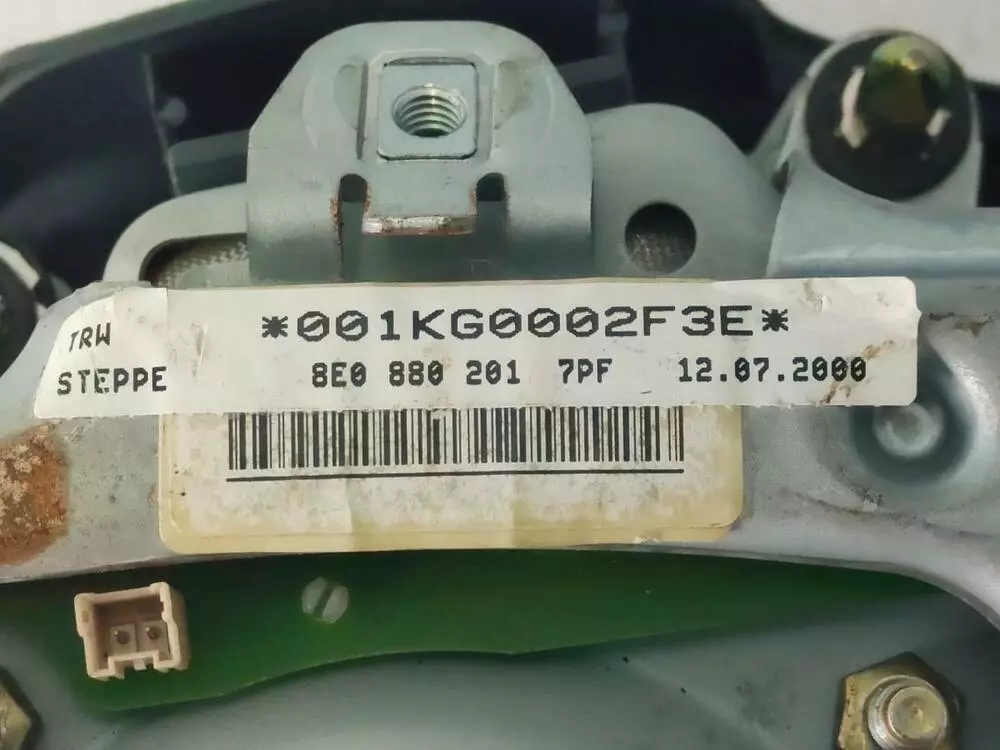 *001KG0002F3E*
TRW
STEPPE 8E0 880 201 7PF 12.07.2000